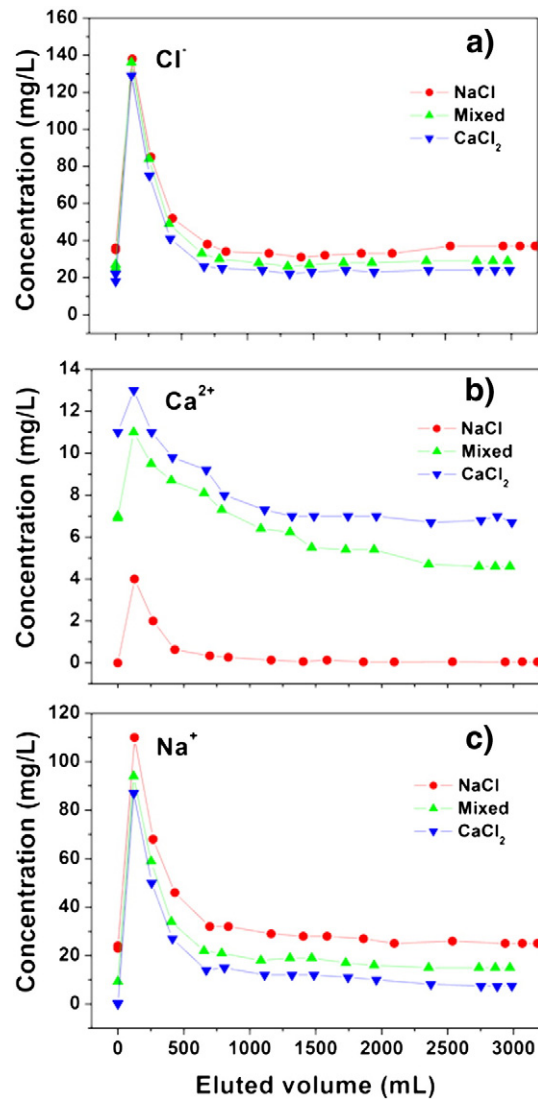 160
140
120
100
80
60
40
20
0
Concentration (mg/L)
Cl-
a)
NaCl
Mixed
CaCl2
14
12
10
8
6
4
2
0
Concentration (mg/L)
Ca2+
b)
NaCl
Mixed
CaCl2
120
100
80
60
40
20
0
Concentration (mg/L)
Na+
c)
NaCl
Mixed
CaCl2
0 500 1000 1500 2000 2500 3000
Eluted volume (mL)